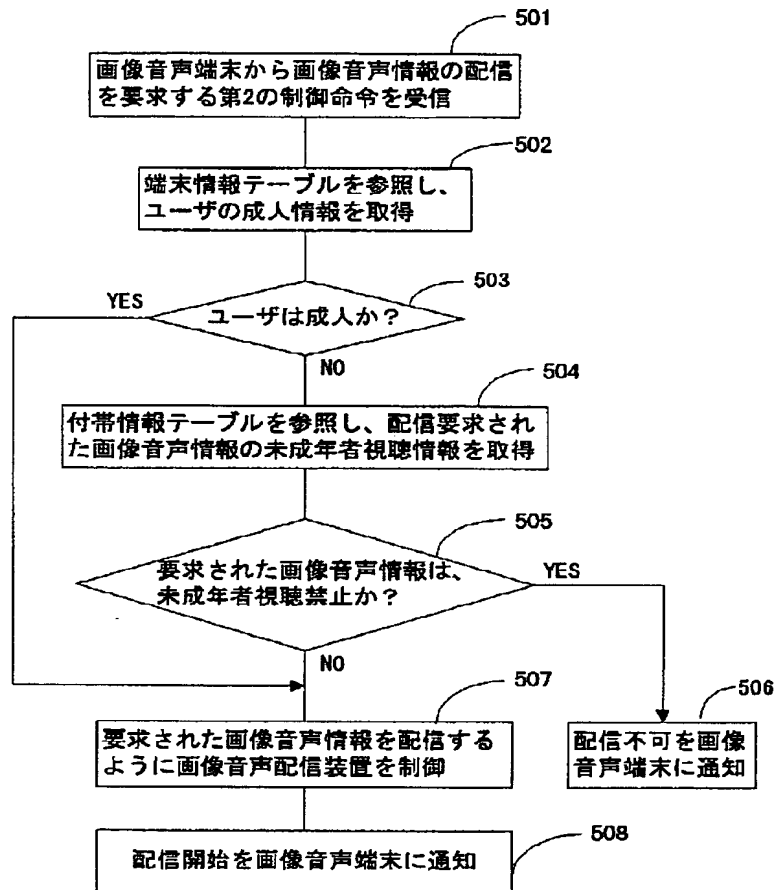 501
画像音声端末から画像音声情報の配信
を要求する第2の制御命令を受信
502
端末情報テーブルを参照し、
ユーザの成人情報を取得
503
YES
ユーザは成人か？
NO
504
付帯情報テーブルを参照し、配信要求され
た画像音声情報の未成年者視聴情報を取得
505
要求された画像音声情報は、
未成年者視聴禁止か？
YES
NO
507
506
要求された画像音声情報を配信する
ように画像音声配信装置を制御
配信不可を画像
音声端末に通知
508
配信開始を画像音声端末に通知